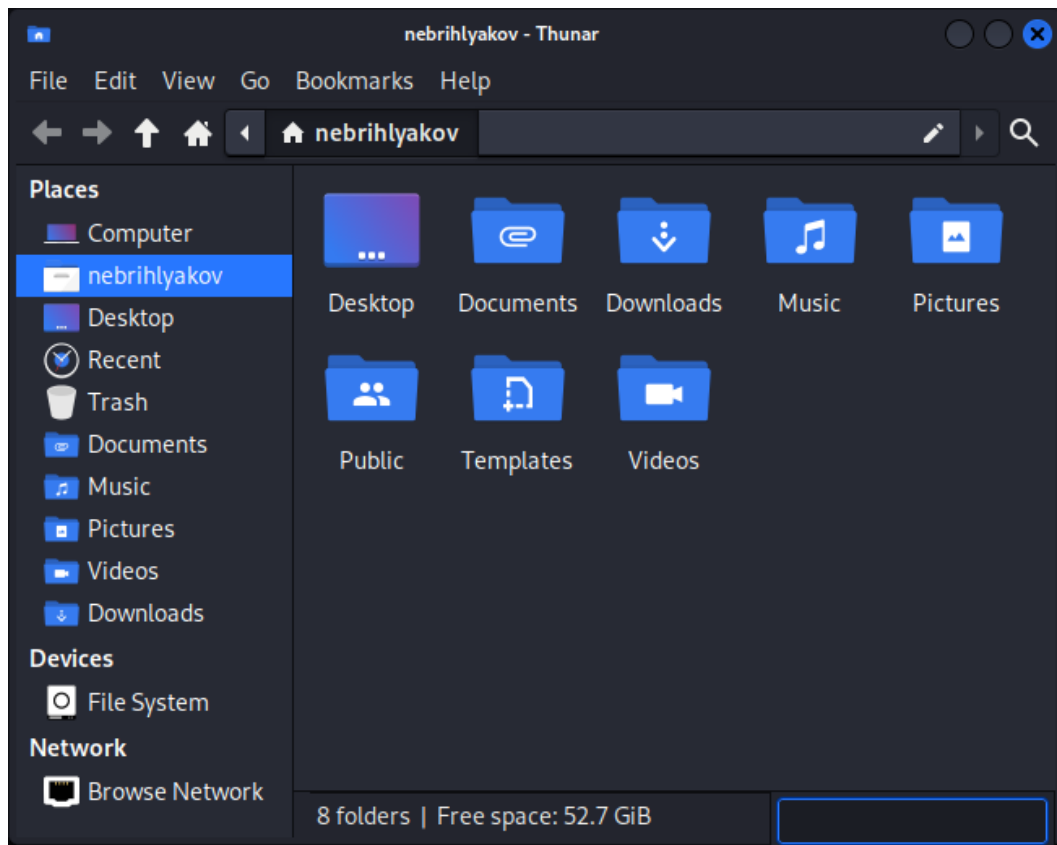 nebrihlyakov - Thunar
File Edit View Go Bookmarks Help
nebrihlyakov
Places
Computer
nebrihlyakov
Desktop
Recent
Trash
Documents
Music
Pictures
Videos
Downloads
Devices
File System
Network
Browse Network
Desktop Documents Downloads Music Pictures
Public Templates Videos
8 folders | Free space: 52.7 GiB